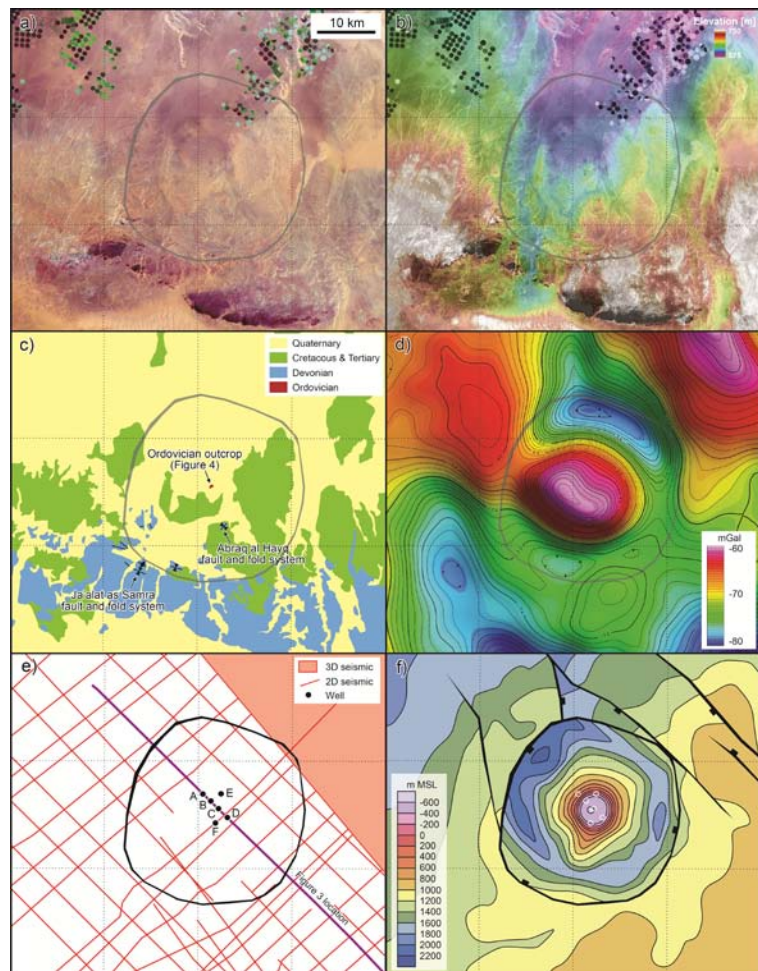 a)
10 km
b)
Elevation [m]
c)
Quaternary
Cretacous & Tertiary
Devonian
Ordovician
Ordovician outcrop
(Figure 4)
Abraq al Hayd
fault and fold system
Ja'alat as Samra
fault and fold system
d)
mGal
-60
-70
-80
e)
3D seismic
2D seismic
Well
A
E
B
C
D
F
Figure 3 location
f)
m MSL
-600
-400
-200
0
200
400
600
800
1000
1200
1400
1600
1800
2000
2200